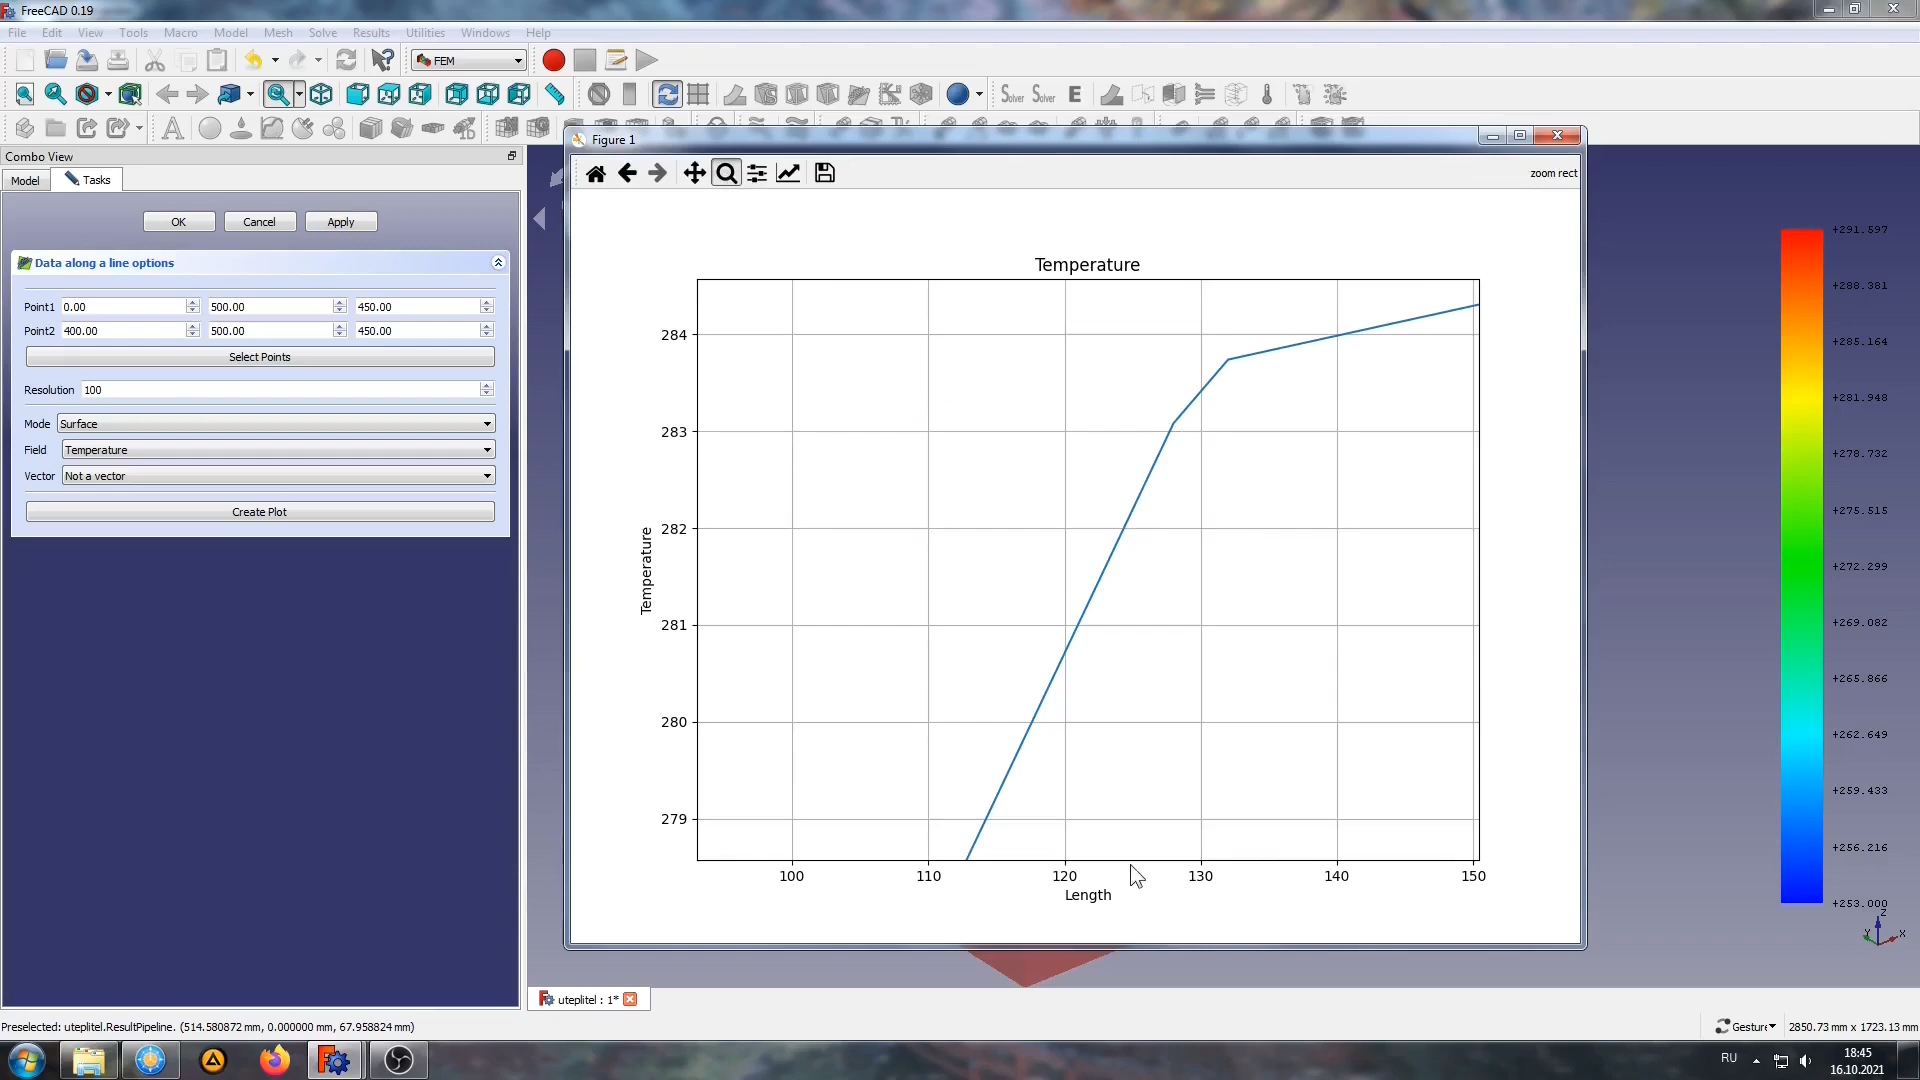 FreeCAD 0.19
File Edit View Tools Macro Model Mesh Solve Results Utilities Windows Help
FEM
Solver Solver E
Combo View
Model Tasks
OK Cancel Apply
Data along a line options
Point1 0.00 500.00 450.00
Point2 400.00 500.00 450.00
Select Points
Resolution 100
Mode Surface
Field Temperature
Vector Not a vector
Create Plot
Figure 1
zoom rect
Temperature
284
283
282
281
280
279
Temperature
100 110 120 130 140 150
Length
+291.597
+288.381
+285.164
+281.948
+278.732
+275.515
+272.299
+269.082
+265.866
+262.649
+259.433
+256.216
+253.000
Z
Y
X
uteplitel : 1*
Preselected: uteplitel.ResultPipeline. (514.580872 mm, 0.000000 mm, 67.958824 mm)
Gesture
2850.73 mm x 1723.13 mm
RU
18:45
16.10.2021